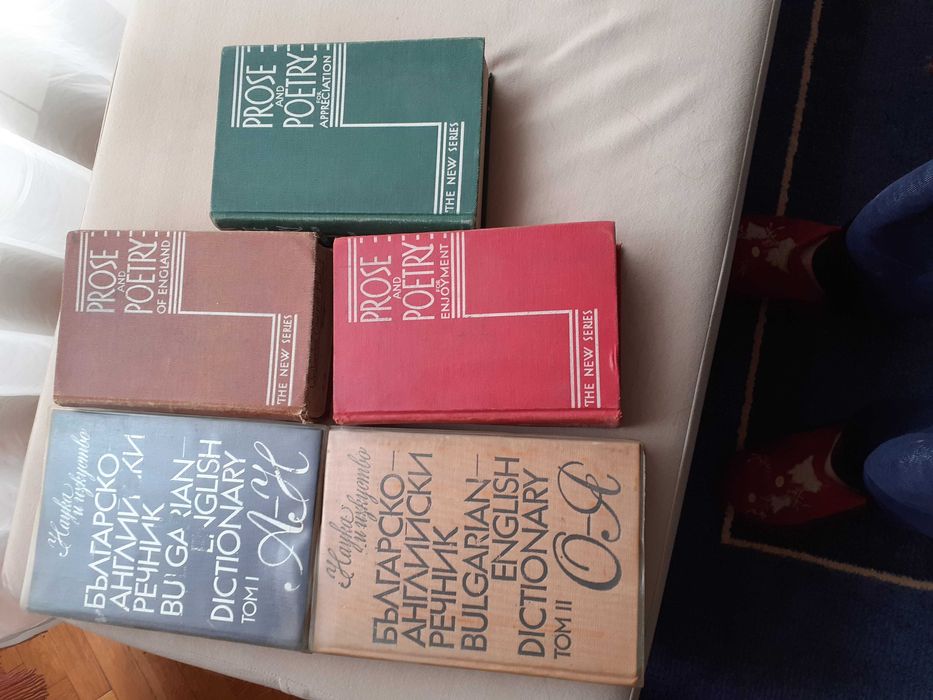 PROSE
AND
POETRY
FOR
APPRECIATION
THE NEW SERIES
PROSE
AND
POETRY
OF ENGLAND
THE NEW SERIES
PROSE
AND
POETRY
FOR
ENJOYMENT
THE NEW SERIES
Наука
и изкуство
БЪЛГАРСКО
АНГЛИЙСКИ
РЕЧНИК
BULGARIAN—
ENGLISH
DICTIONARY
ТОМ I
А-Н
Наука
и изкуство
БЪЛГАРСКО—
АНГЛИЙСКИ
РЕЧНИК
BULGARIAN—
ENGLISH
DICTIONARY
ТОМ II
О-Я